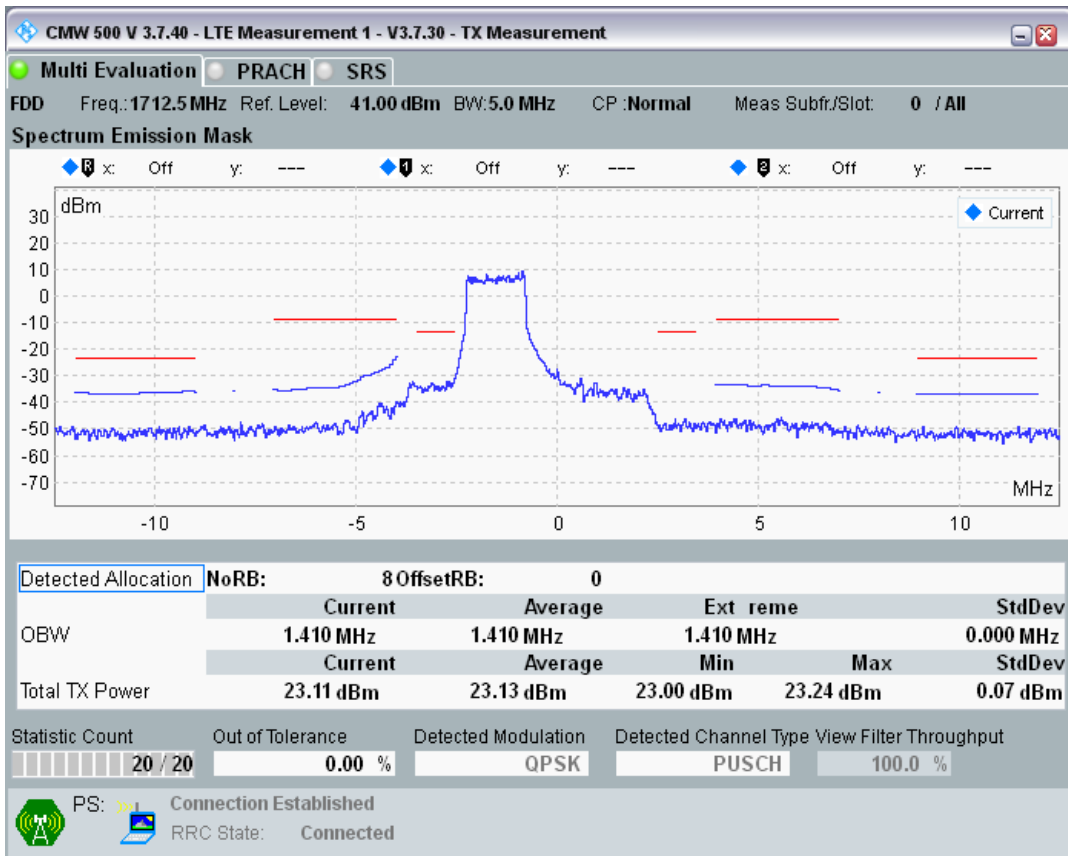 CMW 500 V 3.7.40 - LTE Measurement 1 - V3.7.30 - TX Measurement
Multi Evaluation PRACH SRS
FDD Freq.:1712.5 MHz Ref. Level: 41.00 dBm BW:5.0 MHz CP :Normal Meas Subfr./Slot: 0 / All
Spectrum Emission Mask
R x: Off y: --- 1 x: Off y: --- 2 x: Off y: ---
dBm
Current
30
20
10
0
-10
-20
-30
-40
-50
-60
-70
MHz
-10 -5 0 5 10
Detected Allocation NoRB: 8 OffsetRB: 0
Current Average Ext reme StdDev
OBW 1.410 MHz 1.410 MHz 1.410 MHz 0.000 MHz
Current Average Min Max StdDev
Total TX Power 23.11 dBm 23.13 dBm 23.00 dBm 23.24 dBm 0.07 dBm
Statistic Count Out of Tolerance Detected Modulation Detected Channel Type View Filter Throughput
20 / 20 0.00 % QPSK PUSCH 100.0 %
PS: Connection Established
RRC State: Connected